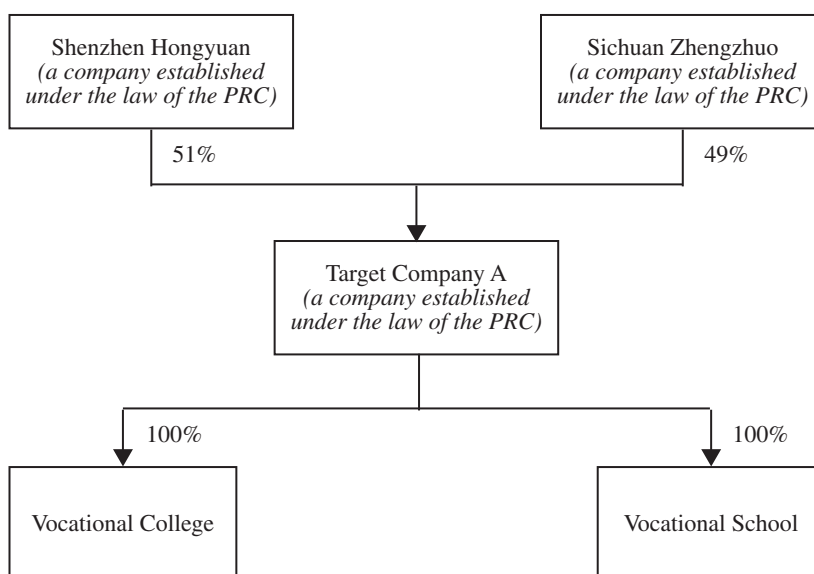 Shenzhen Hongyuan
(a company established
under the law of the PRC)
Sichuan Zhengzhuo
(a company established
under the law of the PRC)
51%
49%
Target Company A
(a company established
under the law of the PRC)
100%
100%
Vocational College
Vocational School